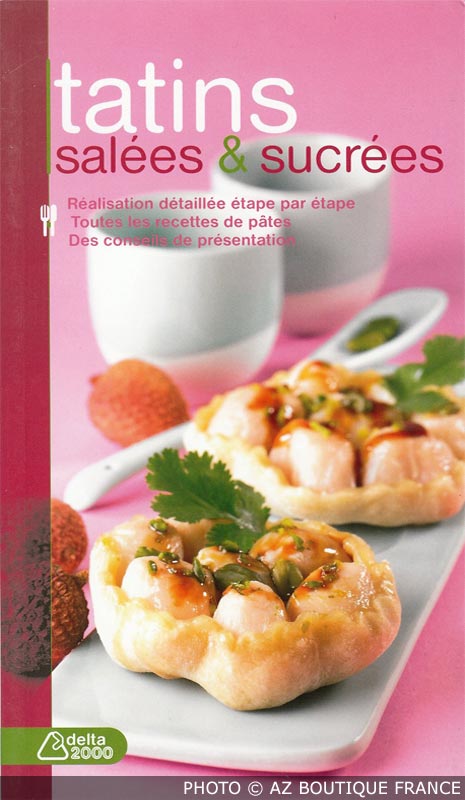 tatins
salées & sucrées
Réalisation détaillée étape par étape
Toutes les recettes de pâtes
Des conseils de présentation
delta
2000
PHOTO © AZ BOUTIQUE FRANCE